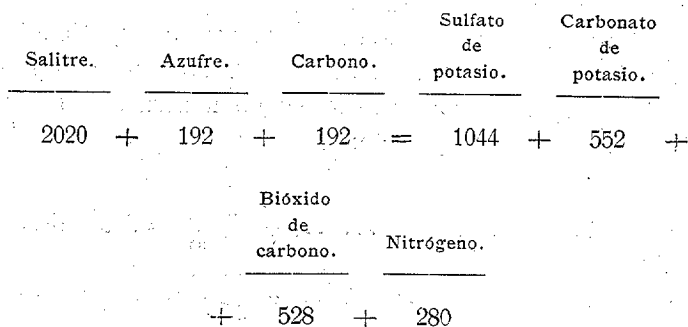 Sulfato Carbonato
de de
Salitre. Azufre. Carbono. potasio. potasio.
2020 + 192 + 192 = 1044 + 552 +
Bióxido
de
carbono. Nitrógeno.
+ 528 + 280